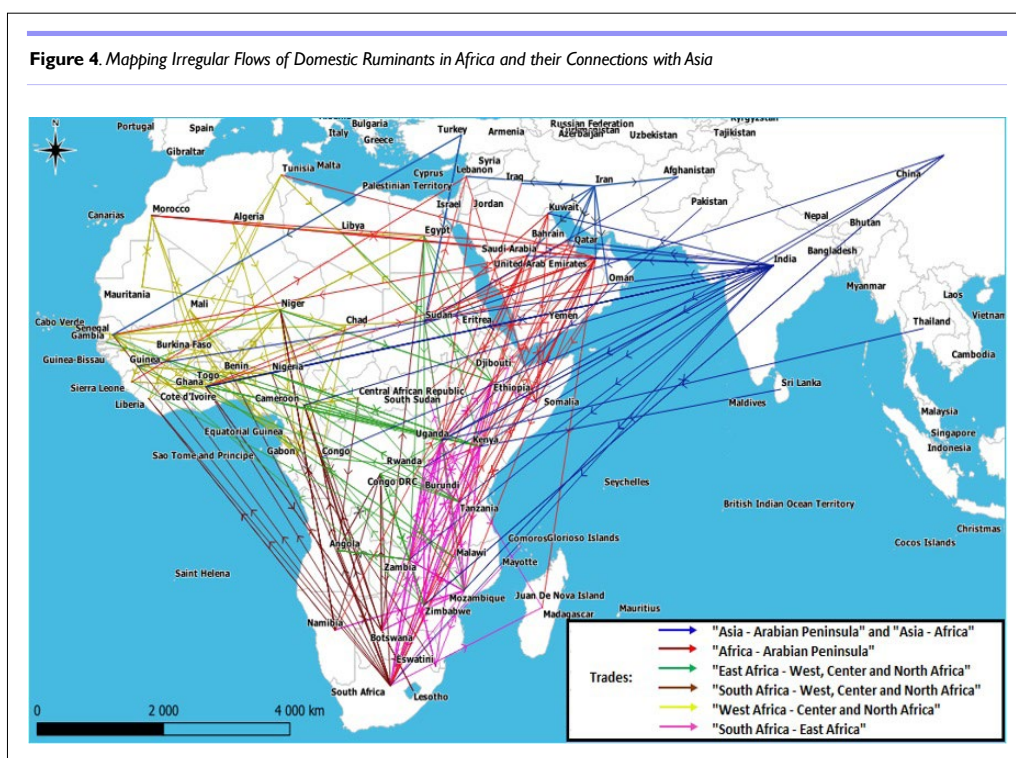 Figure 4. Mapping Irregular Flows of Domestic Ruminants in Africa and their Connections with Asia
N
Portugal
Spain
Gibraltar
Italy
Bulgaria
Greece
Turkey
Armenia
Russian Federation
Azerbaijan
Uzbekistan
Kyrgyzstan
Tajikistan
Tunisia
Malta
Cyprus
Syria
Lebanon
Palestinian Territory
Iraq
Iran
Afghanistan
China
Canarias
Morocco
Algeria
Libya
Israel
Jordan
Egypt
Kuwait
Bahrain
Qatar
Pakistan
Nepal
Bhutan
Bangladesh
Saudi Arabia
United Arab Emirates
Oman
India
Myanmar
Laos
Mauritania
Mali
Niger
Chad
Sudan
Eritrea
Yemen
Thailand
Vietnam
Cabo Verde
Senegal
Gambia
Guinea-Bissau
Guinea
Burkina Faso
Benin
Nigeria
Djibouti
Cambodia
Sierra Leone
Liberia
Togo
Ghana
Cote d'Ivoire
Cameroon
Central African Republic
South Sudan
Ethiopia
Somalia
Sri Lanka
Maldives
Malaysia
Singapore
Indonesia
Equatorial Guinea
Sao Tome and Principe
Gabon
Congo
Uganda
Kenya
Rwanda
Congo DRC
Burundi
Tanzania
Seychelles
British Indian Ocean Territory
Christmas
Cocos Islands
Angola
Zambia
Malawi
Comoros
Glorioso Islands
Mayotte
Saint Helena
Mozambique
Zimbabwe
Juan De Nova Island
Madagascar
Mauritius
Namibia
Botswana
Eswatini
South Africa
Lesotho
0 2 000 4 000 km
Trades:
"Asia - Arabian Peninsula" and "Asia - Africa"
"Africa - Arabian Peninsula"
"East Africa - West, Center and North Africa"
"South Africa - West, Center and North Africa"
"West Africa - Center and North Africa"
"South Africa - East Africa"